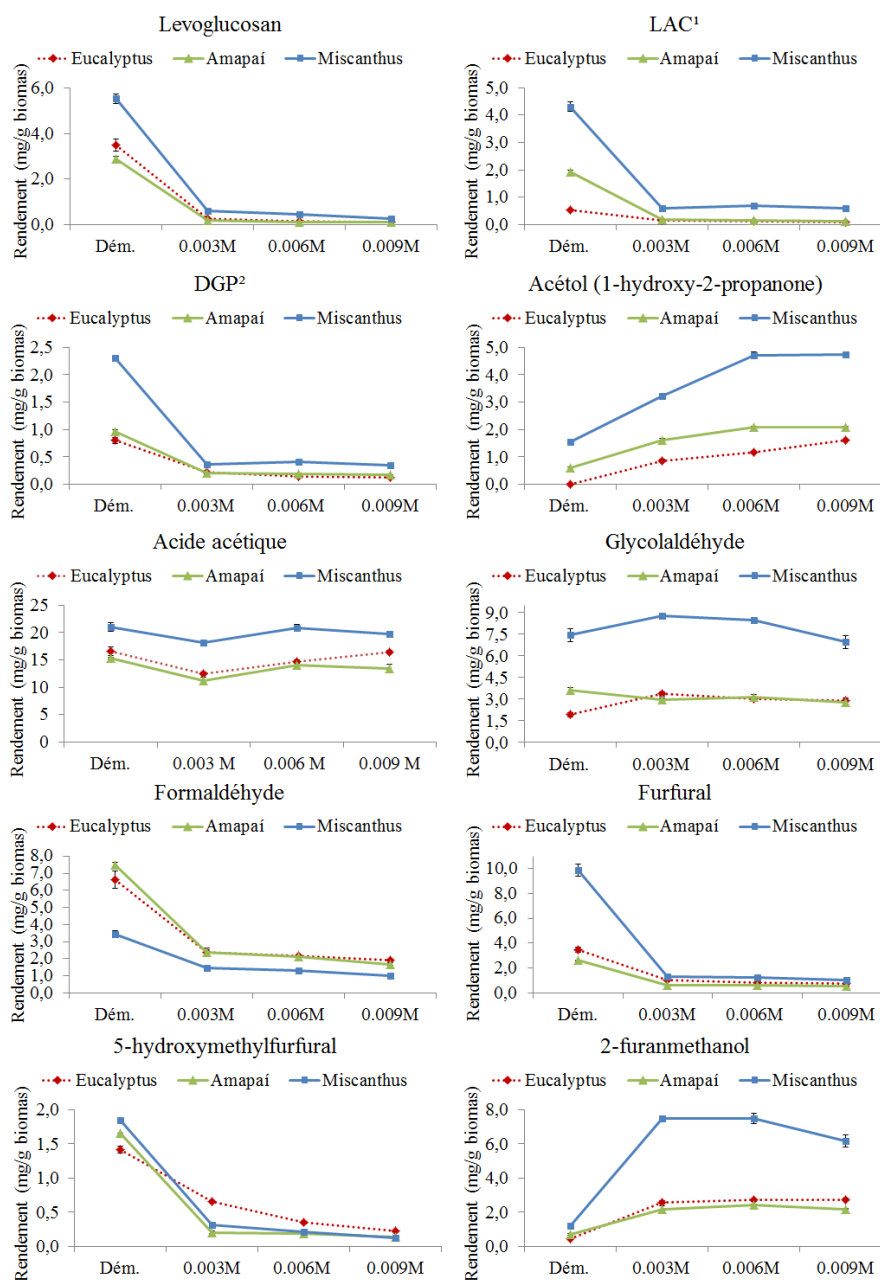 Levoglucosan
Eucalyptus Amapaí Miscanthus
Rendement (mg/g biomas)
6,0
4,0
2,0
0,0
Dém. 0.003M 0.006M 0.009M
LAC¹
Eucalyptus Amapaí Miscanthus
Rendement (mg/g biomas)
5,0
4,0
3,0
2,0
1,0
0,0
Dém. 0.003M 0.006M 0.009M
DGP²
Eucalyptus Amapaí Miscanthus
Rendement (mg/g biomas)
2,5
2,0
1,5
1,0
0,5
0,0
Dém. 0.003M 0.006M 0.009M
Acétol (1-hydroxy-2-propanone)
Eucalyptus Amapaí Miscanthus
Rendement (mg/g biomas)
5,0
4,0
3,0
2,0
1,0
0,0
Dém. 0.003M 0.006M 0.009M
Acide acétique
Eucalyptus Amapaí Miscanthus
Rendement (mg/g biomas)
25
20
15
10
5
0
Dém. 0.003 M 0.006 M 0.009 M
Glycolaldéhyde
Eucalyptus Amapaí Miscanthus
Rendement (mg/g biomas)
9,0
7,5
6,0
4,5
3,0
1,5
0,0
Dém. 0.003M 0.006M 0.009M
Formaldéhyde
Eucalyptus Amapaí Miscanthus
Rendement (mg/g biomas)
8,0
7,0
6,0
5,0
4,0
3,0
2,0
1,0
0,0
Dém. 0.003M 0.006M 0.009M
Furfural
Eucalyptus Amapaí Miscanthus
Rendement (mg/g biomas)
10,0
8,0
6,0
4,0
2,0
0,0
Dém. 0.003M 0.006M 0.009M
5-hydroxymethylfurfural
Eucalyptus Amapaí Miscanthus
Rendement (mg/g biomas)
2,0
1,5
1,0
0,5
0,0
Dém. 0.003M 0.006M 0.009M
2-furanmethanol
Eucalyptus Amapaí Miscanthus
Rendement (mg/g biomas)
8,0
6,0
4,0
2,0
0,0
Dém. 0.003M 0.006M 0.009M